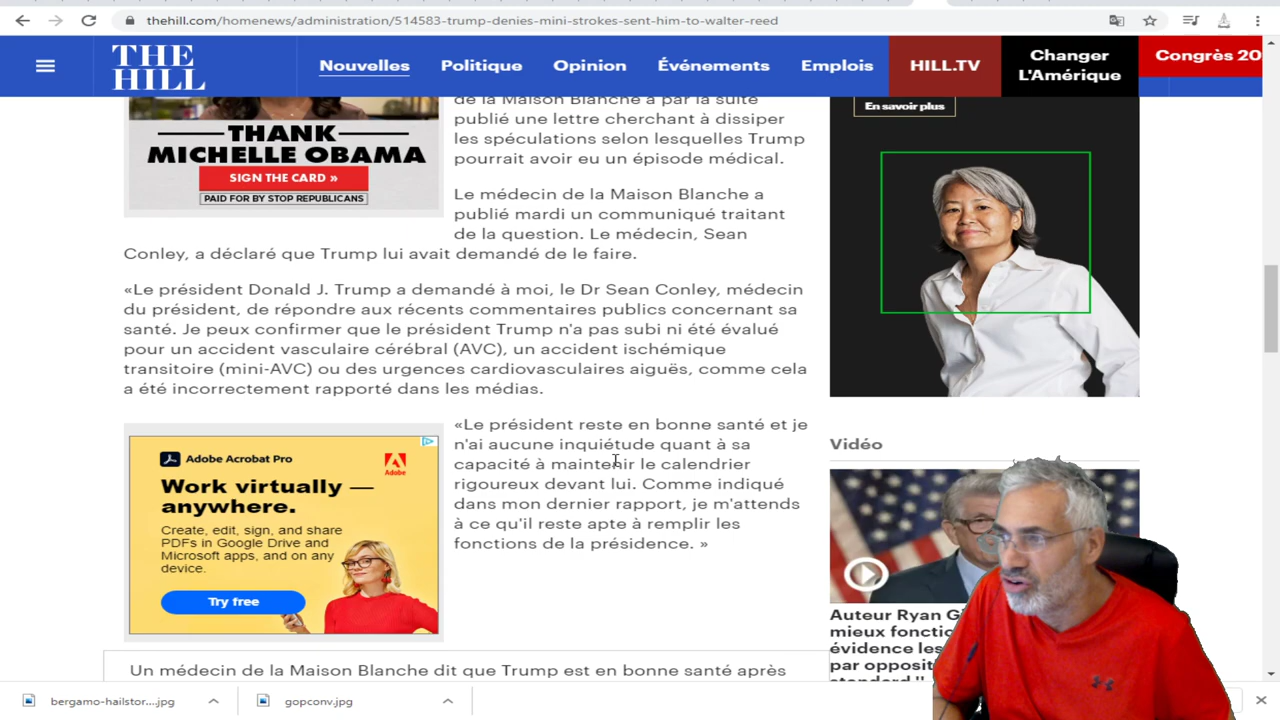 thehill.com/homenews/administration/514583-trump-denies-mini-strokes-sent-him-to-walter-reed
THE
HILL
Nouvelles
Politique
Opinion
Événements
Emplois
HILL.TV
Changer
L'Amérique
Congrès 20
THANK
MICHELLE OBAMA
SIGN THE CARD »
PAID FOR BY STOP REPUBLICANS
de la Maison Blanche a par la suite
publié une lettre cherchant à dissiper
les spéculations selon lesquelles Trump
pourrait avoir eu un épisode médical.
Le médecin de la Maison Blanche a
publié mardi un communiqué traitant
de la question. Le médecin, Sean
Conley, a déclaré que Trump lui avait demandé de le faire.
«Le président Donald J. Trump a demandé à moi, le Dr Sean Conley, médecin
du président, de répondre aux récents commentaires publics concernant sa
santé. Je peux confirmer que le président Trump n'a pas subi ni été évalué
pour un accident vasculaire cérébral (AVC), un accident ischémique
transitoire (mini-AVC) ou des urgences cardiovasculaires aiguës, comme cela
a été incorrectement rapporté dans les médias.
Adobe Acrobat Pro
Adobe
Work virtually —
anywhere.
Create, edit, sign, and share
PDFs in Google Drive and
Microsoft apps, and on any
device.
Try free
«Le président reste en bonne santé et je
n'ai aucune inquiétude quant à sa
capacité à maintenir le calendrier
rigoureux devant lui. Comme indiqué
dans mon dernier rapport, je m'attends
à ce qu'il reste apte à remplir les
fonctions de la présidence. »
Un médecin de la Maison Blanche dit que Trump est en bonne santé après
En savoir plus
Vidéo
Auteur Ryan G
mieux foncti
évidence les
par opposit
bergamo-hailstor....jpg
gopconv.jpg